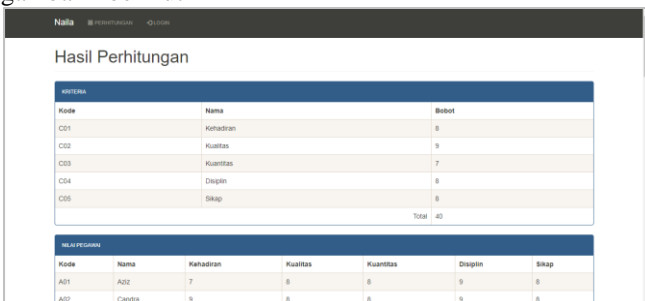 Naila PERHITUNGAN LOGIN
Hasil Perhitungan
KRITERIA
Kode Nama Bobot
C01 Kehadiran 8
C02 Kualitas 9
C03 Kuantitas 7
C04 Disiplin 8
C05 Sikap 8
Total 40
NILAI PEGAWAI
Kode Nama Kehadiran Kualitas Kuantitas Disiplin Sikap
A01 Aziz 7 8 8 9 8
A02 Candra 9 8 8 9 8